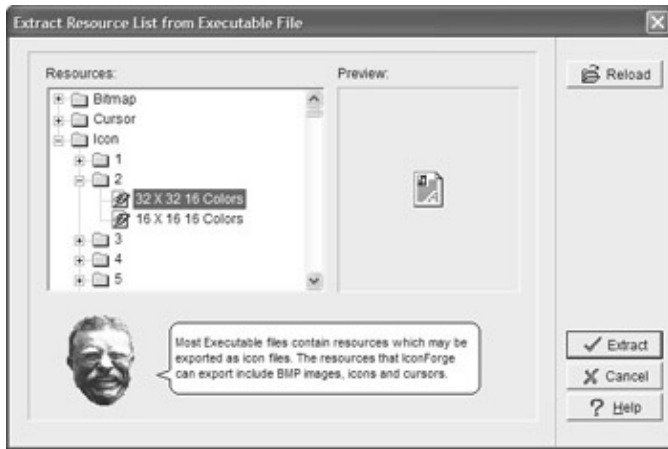 Extract Resource List from Executable File
Resources:
Preview:
Reload
Bitmap
Cursor
Icon
1
2
32 X 32 16 Colors
16 X 16 16 Colors
3
4
5
Most Executable files contain resources which may be
exported as icon files. The resources that IconForge
can export include BMP images, icons and cursors.
Extract
Cancel
Help